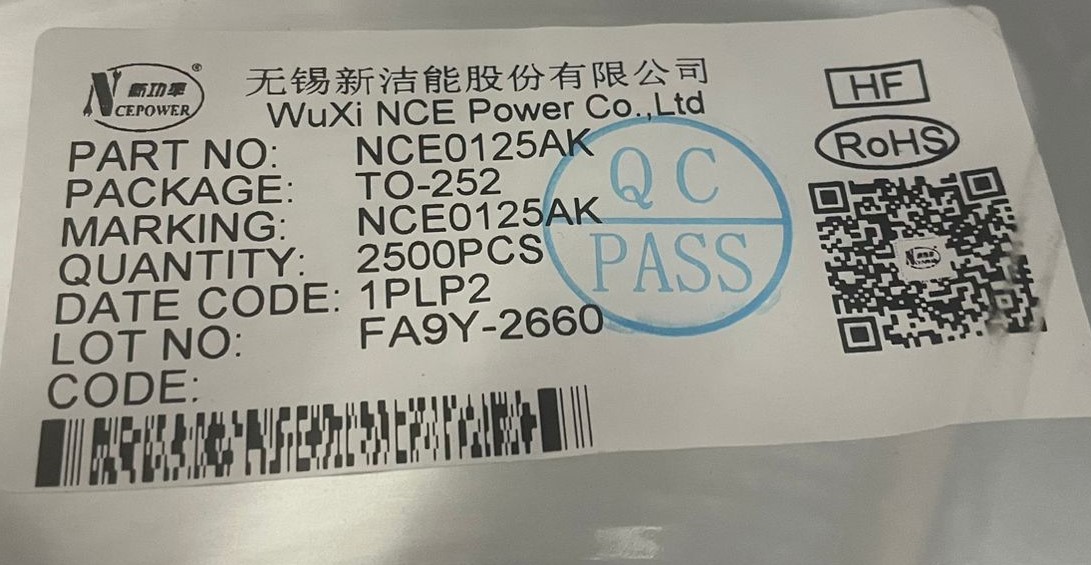 新功率 ®
NCEPOWER
无锡新洁能股份有限公司
WuXi NCE Power Co.,Ltd
HF
RoHS
PART NO: NCE0125AK
PACKAGE: TO-252
MARKING: NCE0125AK
QUANTITY: 2500PCS
DATE CODE: 1PLP2
LOT NO: FA9Y-2660
CODE:
QC
PASS